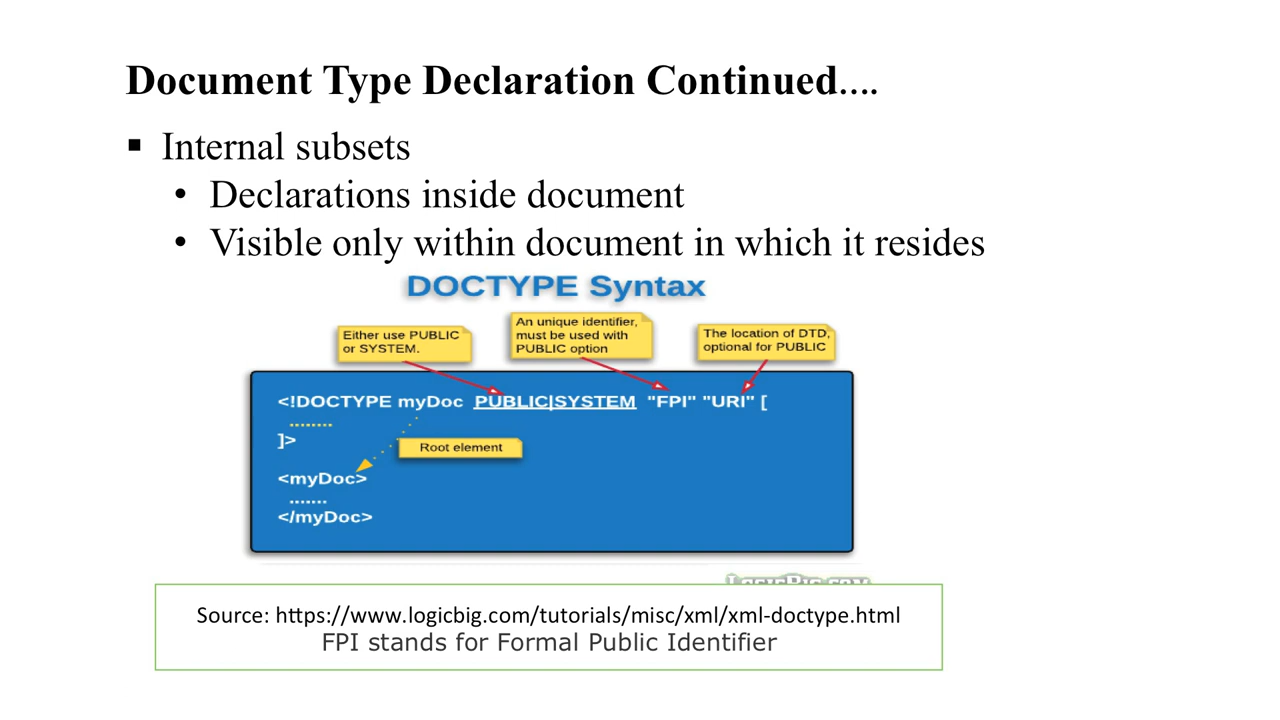 Document Type Declaration Continued....
▪ Internal subsets
• Declarations inside document
• Visible only within document in which it resides
DOCTYPE Syntax
Either use PUBLIC
or SYSTEM.
An unique identifier,
must be used with
PUBLIC option
The location of DTD,
optional for PUBLIC
<!DOCTYPE myDoc PUBLIC|SYSTEM "FPI" "URI" [
........
]>
Root element
<myDoc>
.......
</myDoc>
LOGICBIG.COM
Source: https://www.logicbig.com/tutorials/misc/xml/xml-doctype.html
FPI stands for Formal Public Identifier